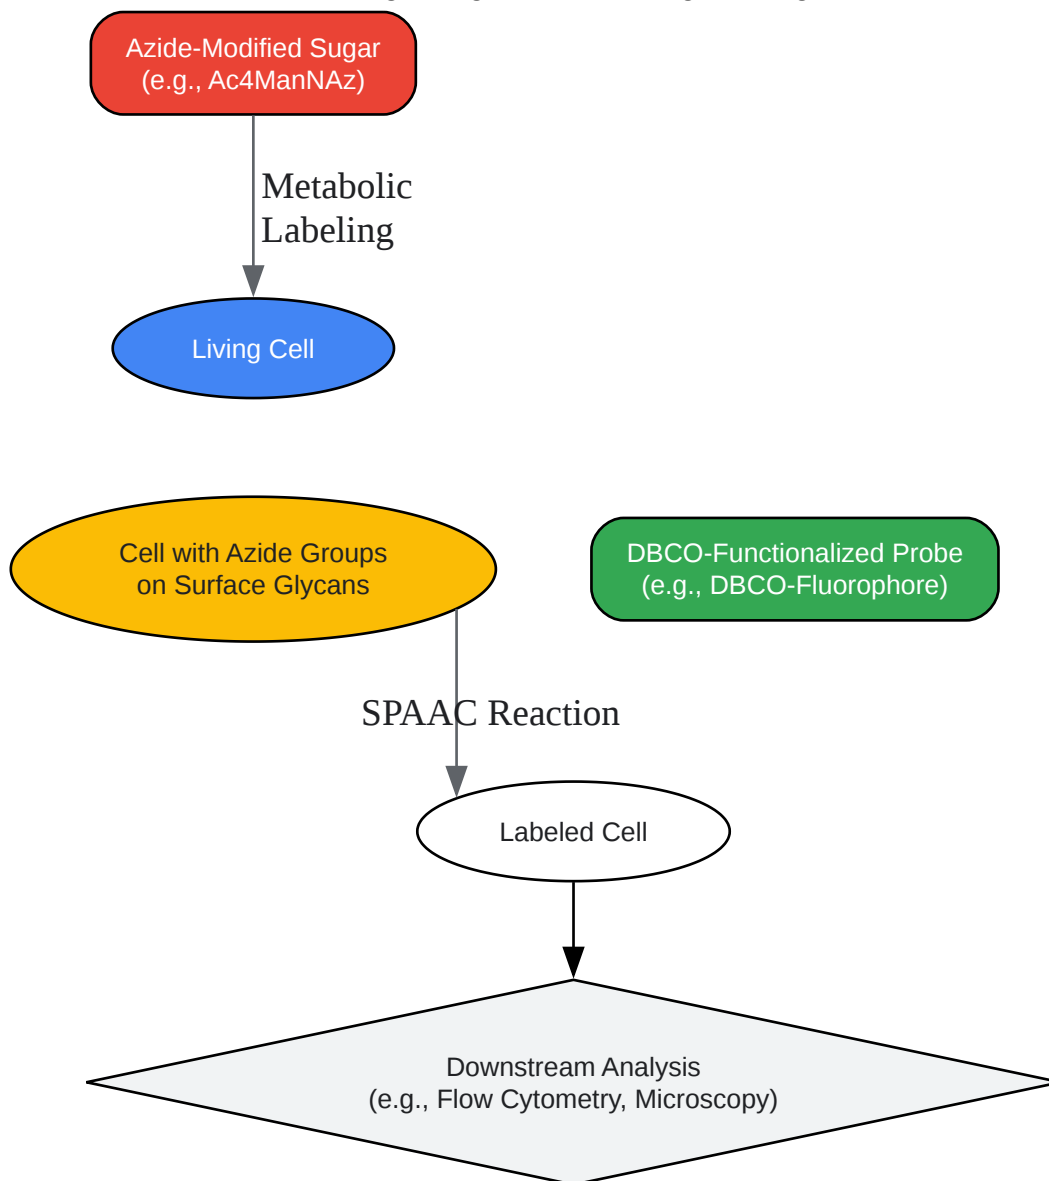 Azide-Modified Sugar
(e.g., Ac4ManNAz)
Metabolic
Labeling
Living Cell
Cell with Azide Groups
on Surface Glycans
DBCO-Functionalized Probe
(e.g., DBCO-Fluorophore)
SPAAC Reaction
Labeled Cell
Downstream Analysis
(e.g., Flow Cytometry, Microscopy)